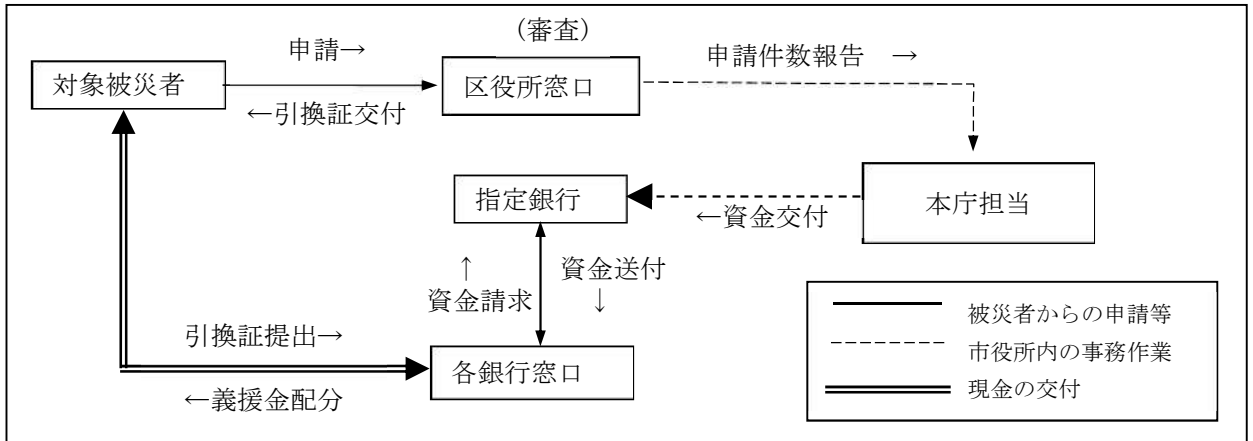 (審査)
申請→
申請件数報告 →
対象被災者
区役所窓口
←引換証交付
指定銀行
本庁担当
←資金交付
↑
資金送付
資金請求
↓
被災者からの申請等
引換証提出→
市役所内の事務作業
各銀行窓口
現金の交付
←義援金配分